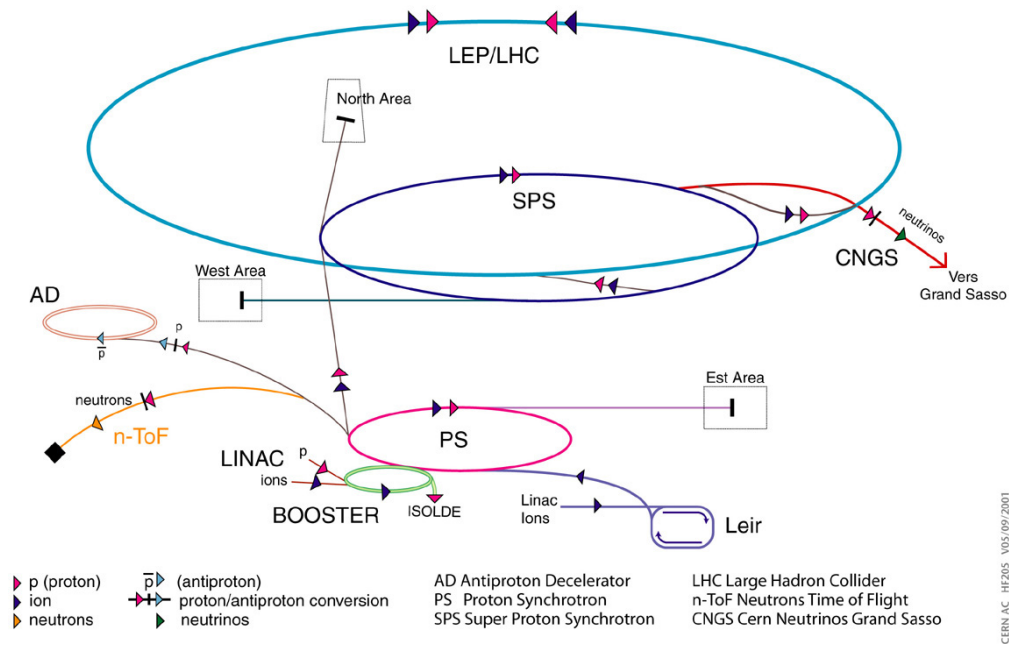 LEP/LHC
North Area
SPS
neutrinos
CNGS
Vers
Grand Sasso
West Area
AD
p
p̅
Est Area
neutrons
n-ToF
PS
LINAC
p
ions
BOOSTER
ISOLDE
Linac
Ions
Leir
p (proton)
ion
neutrons
p̅ (antiproton)
proton/antiproton conversion
neutrinos
AD Antiproton Decelerator
PS Proton Synchrotron
SPS Super Proton Synchrotron
LHC Large Hadron Collider
n-ToF Neutrons Time of Flight
CNGS Cern Neutrinos Grand Sasso
CERN AC HF205 V05/09/2001